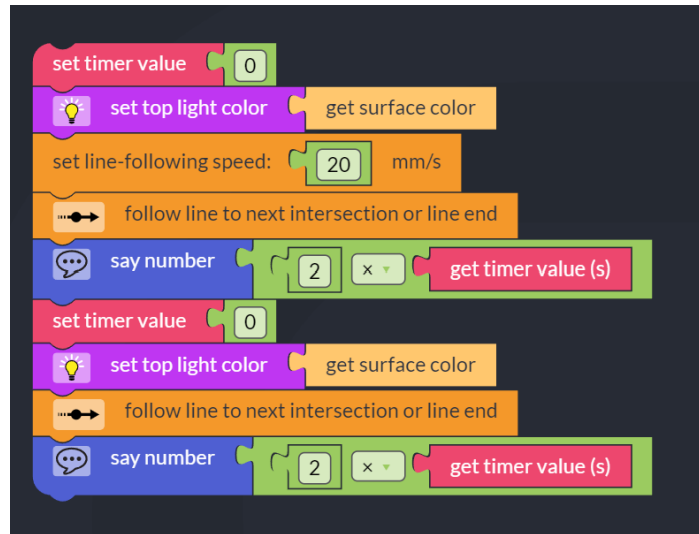 set timer value 0
set top light color get surface color
set line-following speed: 20 mm/s
follow line to next intersection or line end
say number 2 × get timer value (s)
set timer value 0
set top light color get surface color
follow line to next intersection or line end
say number 2 × get timer value (s)